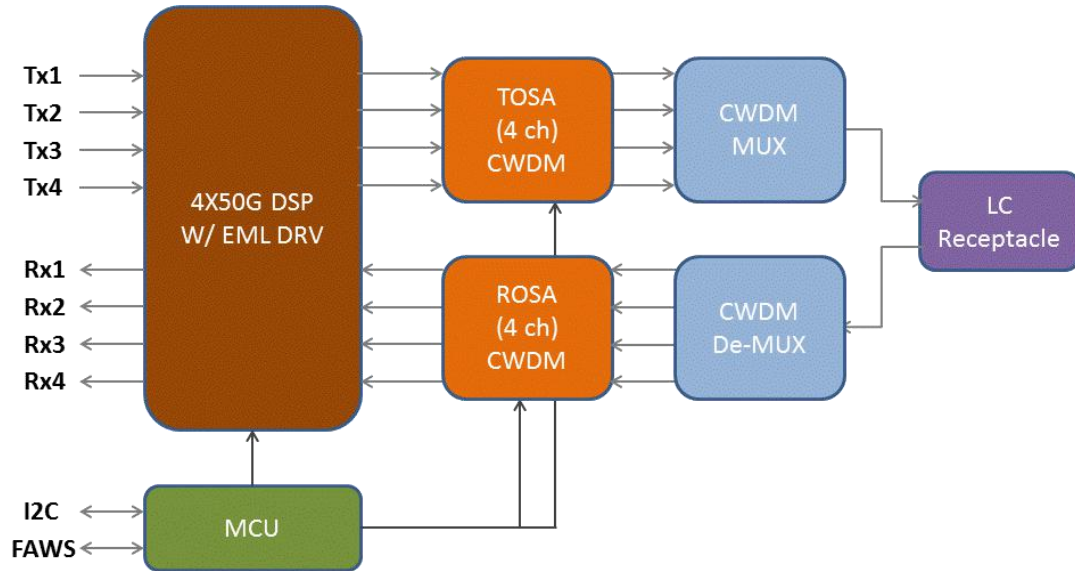 Tx1
Tx2
Tx3
Tx4
4X50G DSP
W/ EML DRV
TOSA
(4 ch)
CWDM
CWDM
MUX
LC
Receptacle
Rx1
Rx2
Rx3
Rx4
ROSA
(4 ch)
CWDM
CWDM
De-MUX
I2C
FAWS
MCU